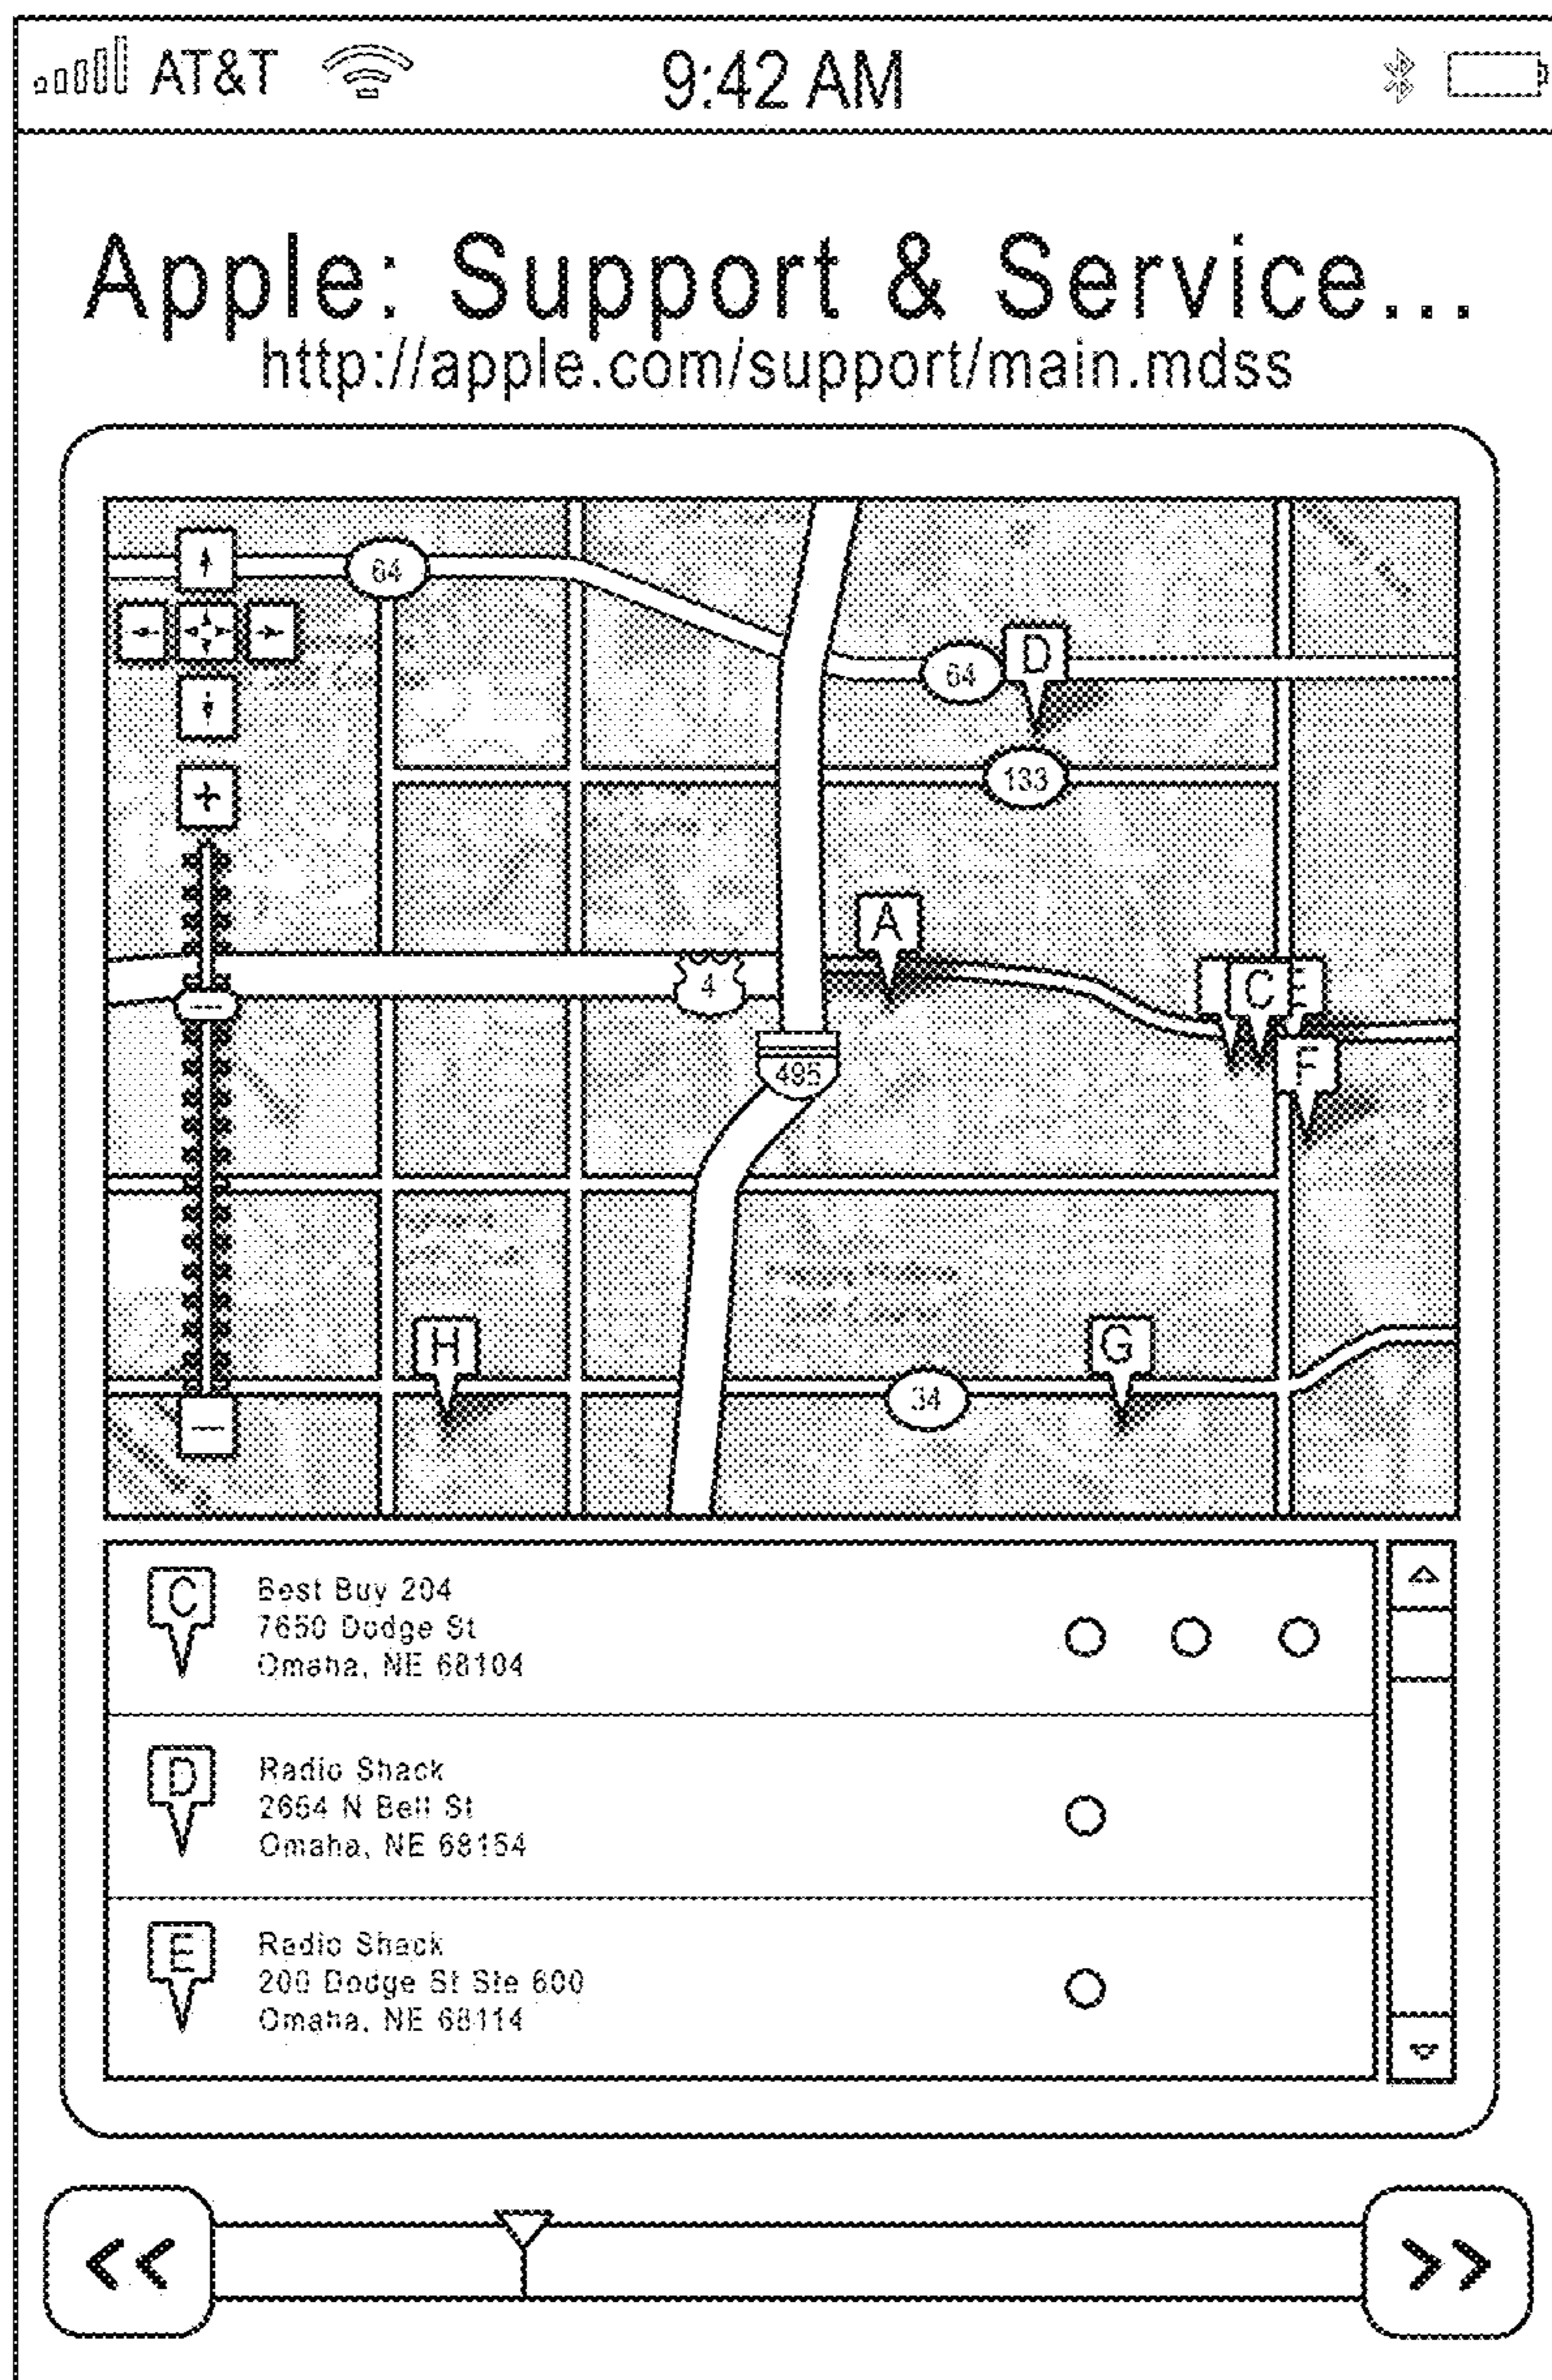 AT&T 9:42 AM
Apple: Support & Service...
http://apple.com/support/main.mdss
64
64
D
133
A
4
C E
495
F
H
G
34
C
Best Buy 204
7650 Dodge St
Omaha, NE 68104
D
Radio Shack
2664 N Bell St
Omaha, NE 68154
E
Radio Shack
200 Dodge St Ste 600
Omaha, NE 68114
<< >>